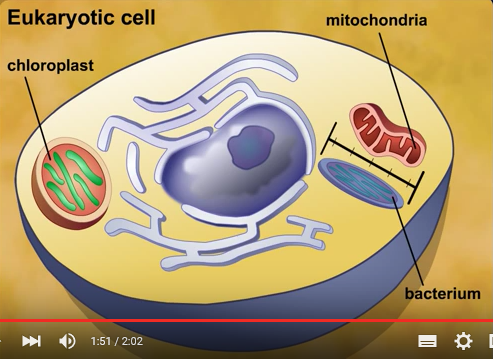 Eukaryotic cell
mitochondria
chloroplast
bacterium
1:51 / 2:02